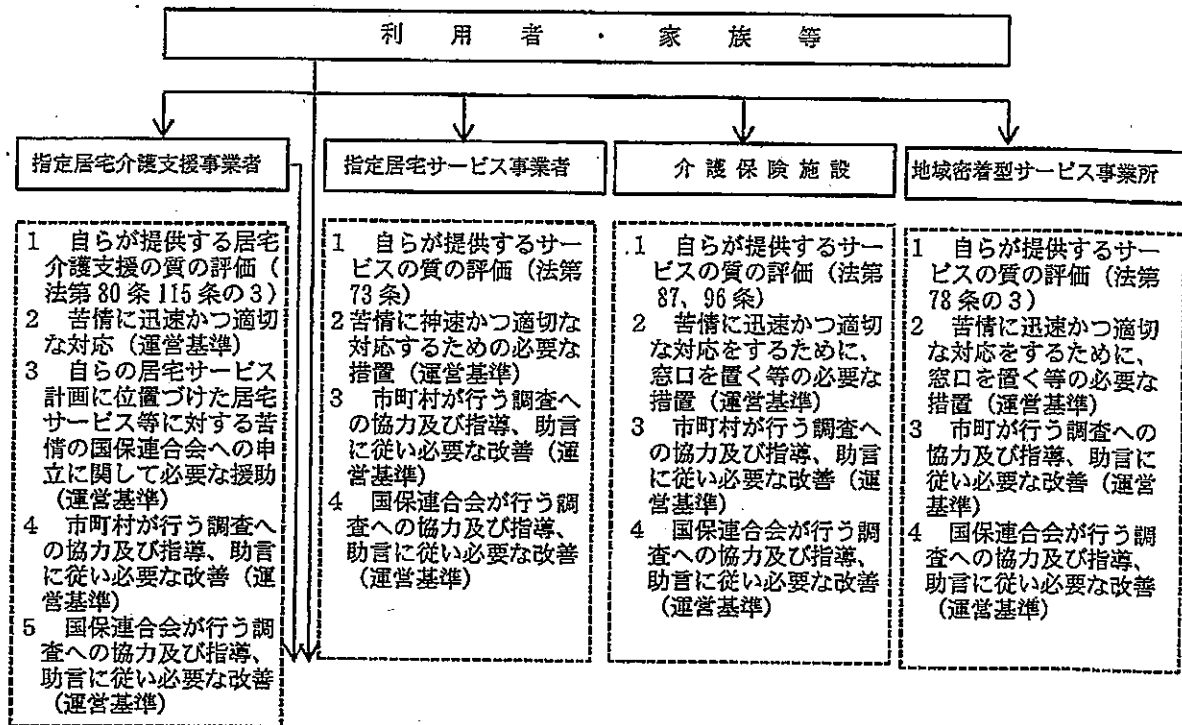 利用者・家族等
指定居宅介護支援事業者
1 自らが提供する居宅
介護支援の質の評価(
法第80条115条の3)
2 苦情に迅速かつ適切
な対応(運営基準)
3 自らの居宅サービス
計画に位置づけた居宅
サービス等に対する苦
情の国保連合会への申
立に関して必要な援助
(運営基準)
4 市町村が行う調査へ
の協力及び指導、助言
に従い必要な改善(運
営基準)
5 国保連合会が行う調
査への協力及び指導、
助言に従い必要な改善
(運営基準)
指定居宅サービス事業者
1 自らが提供するサー
ビスの質の評価(法第
73条)
2苦情に神速かつ適切な
対応するための必要な
措置(運営基準)
3 市町村が行う調査へ
の協力及び指導、助言
に従い必要な改善(運
営基準)
4 国保連合会が行う調
査への協力及び指導、
助言に従い必要な改善
(運営基準)
介護保険施設
.1 自らが提供するサー
ビスの質の評価(法第
87、96条)
2 苦情に迅速かつ適切
な対応をするために、
窓口を置く等の必要な
措置(運営基準)
3 市町村が行う調査へ
の協力及び指導、助言
に従い必要な改善(運
営基準)
4 国保連合会が行う調
査への協力及び指導、
助言に従い必要な改善
(運営基準)
地域密着型サービス事業所
1 自らが提供するサー
ビスの質の評価(法第
78条の3)
2 苦情に迅速かつ適切
な対応をするために、
窓口を置く等の必要な
措置(運営基準)
3 市町が行う調査への
協力及び指導、助言に
従い必要な改善(運営
基準)
4 国保連合会が行う調
査への協力及び指導、
助言に従い必要な改善
(運営基準)